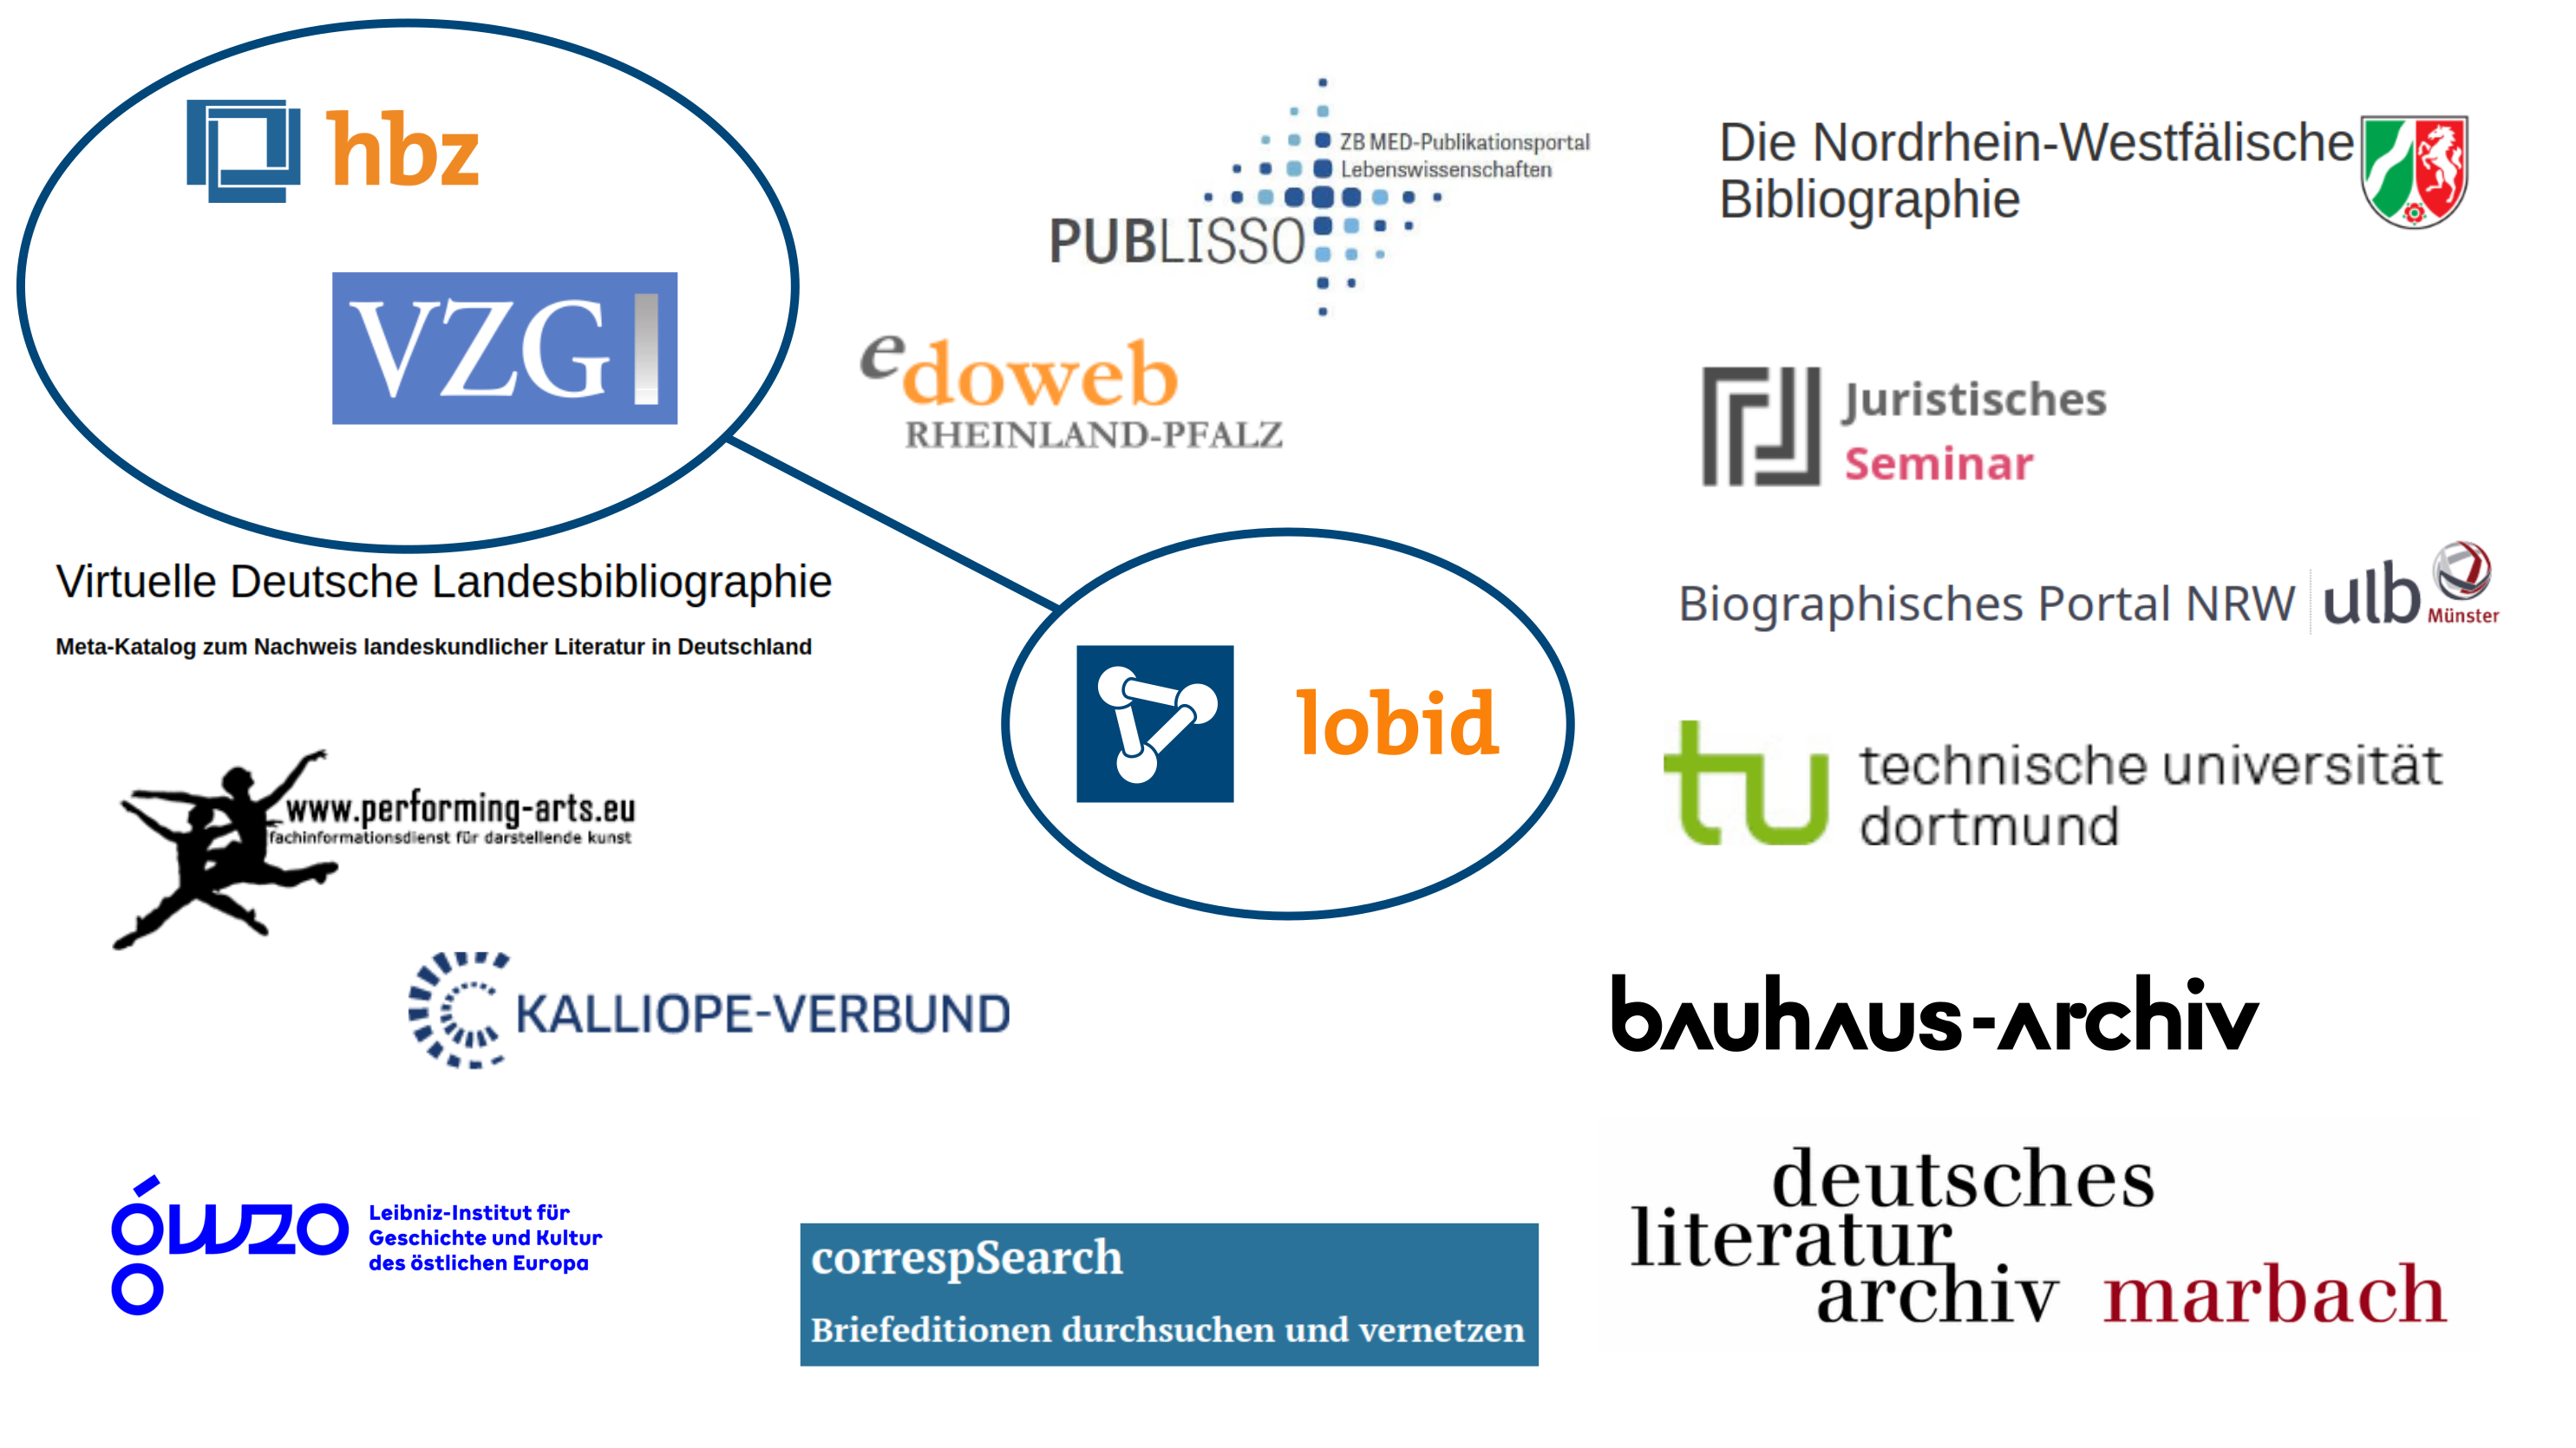 hbz
VZG
ZB MED-Publikationsportal
Lebenswissenschaften
PUBLISSO
Die Nordrhein-Westfälische
Bibliographie
edoweb
RHEINLAND-PFALZ
Juristisches
Seminar
Virtuelle Deutsche Landesbibliographie
Meta-Katalog zum Nachweis landeskundlicher Literatur in Deutschland
Biographisches Portal NRW
ulb
Münster
lobid
www.performing-arts.eu
fachinformationsdienst für darstellende kunst
tu
technische universität
dortmund
KALLIOPE-VERBUND
bauhaus-archiv
Leibniz-Institut für
Geschichte und Kultur
des östlichen Europa
correspSearch
Briefeditionen durchsuchen und vernetzen
deutsches
literatur
archiv marbach